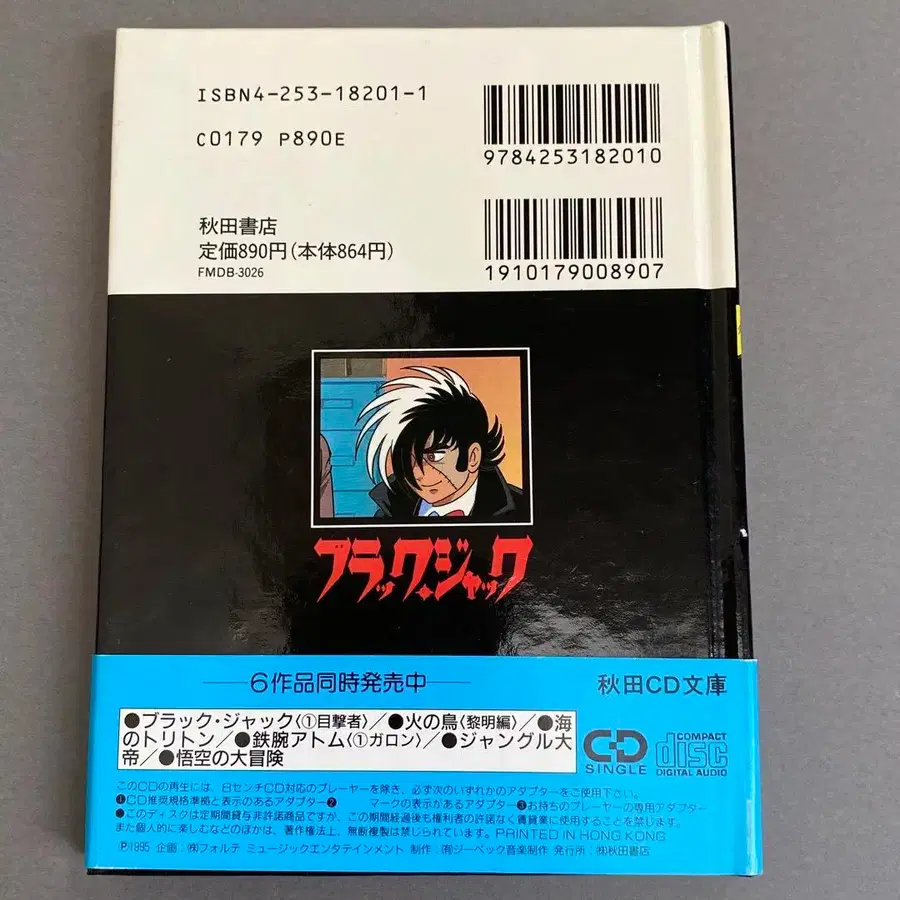 ISBN4-253-18201-1
C0179 P890E
9784253182010
秋田書店
定価890円(本体864円)
FMDB-3026
1910179008907
ブラック・ジャック
6作品同時発売中
秋田CD文庫
●ブラック・ジャック〈①目撃者〉/●火の鳥〈黎明編〉/●海
のトリトン/●鉄腕アトム〈①ガロン〉/●ジャングル大
帝/●悟空の大冒険
CD SINGLE
COMPACT disc DIGITAL AUDIO
このCDの再生には、8センチCD対応のプレーヤーを除き、必ず次のいずれかのアダプターをご使用下さい。
❶CD推奨規格準拠と表示のあるアダプター❷ マークの表示があるアダプター❸お持ちのプレーヤーの専用アダプター
●このディスクは定期間貸与非許諾商品ですが、この期間経過後も権利者の許諾なく賃貸業に使用することを禁じます。
また個人的に楽しむなどのほかは、著作権法上、無断複製は禁じられています。PRINTED IN HONG KONG
Ⓟ1995 企画:㈱フォルテ ミュージックエンタテインメント 制作:㈲ジーベック音楽制作 発行所:㈱秋田書店